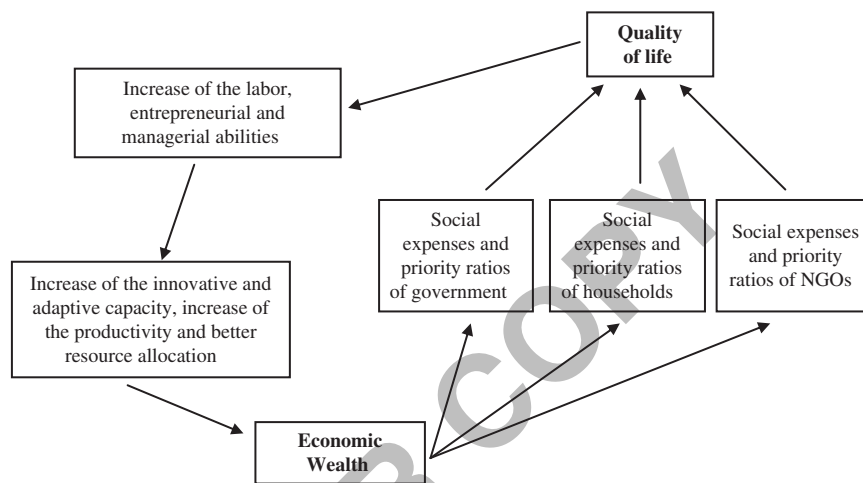 Quality
of life
Increase of the labor,
entrepreneurial and
managerial abilities
Social
expenses and
priority ratios
of government
Social
expenses and
priority ratios
of households
Social expenses
and priority
ratios of NGOs
Increase of the innovative and
adaptive capacity, increase of
the productivity and better
resource allocation
Economic
Wealth
COPY